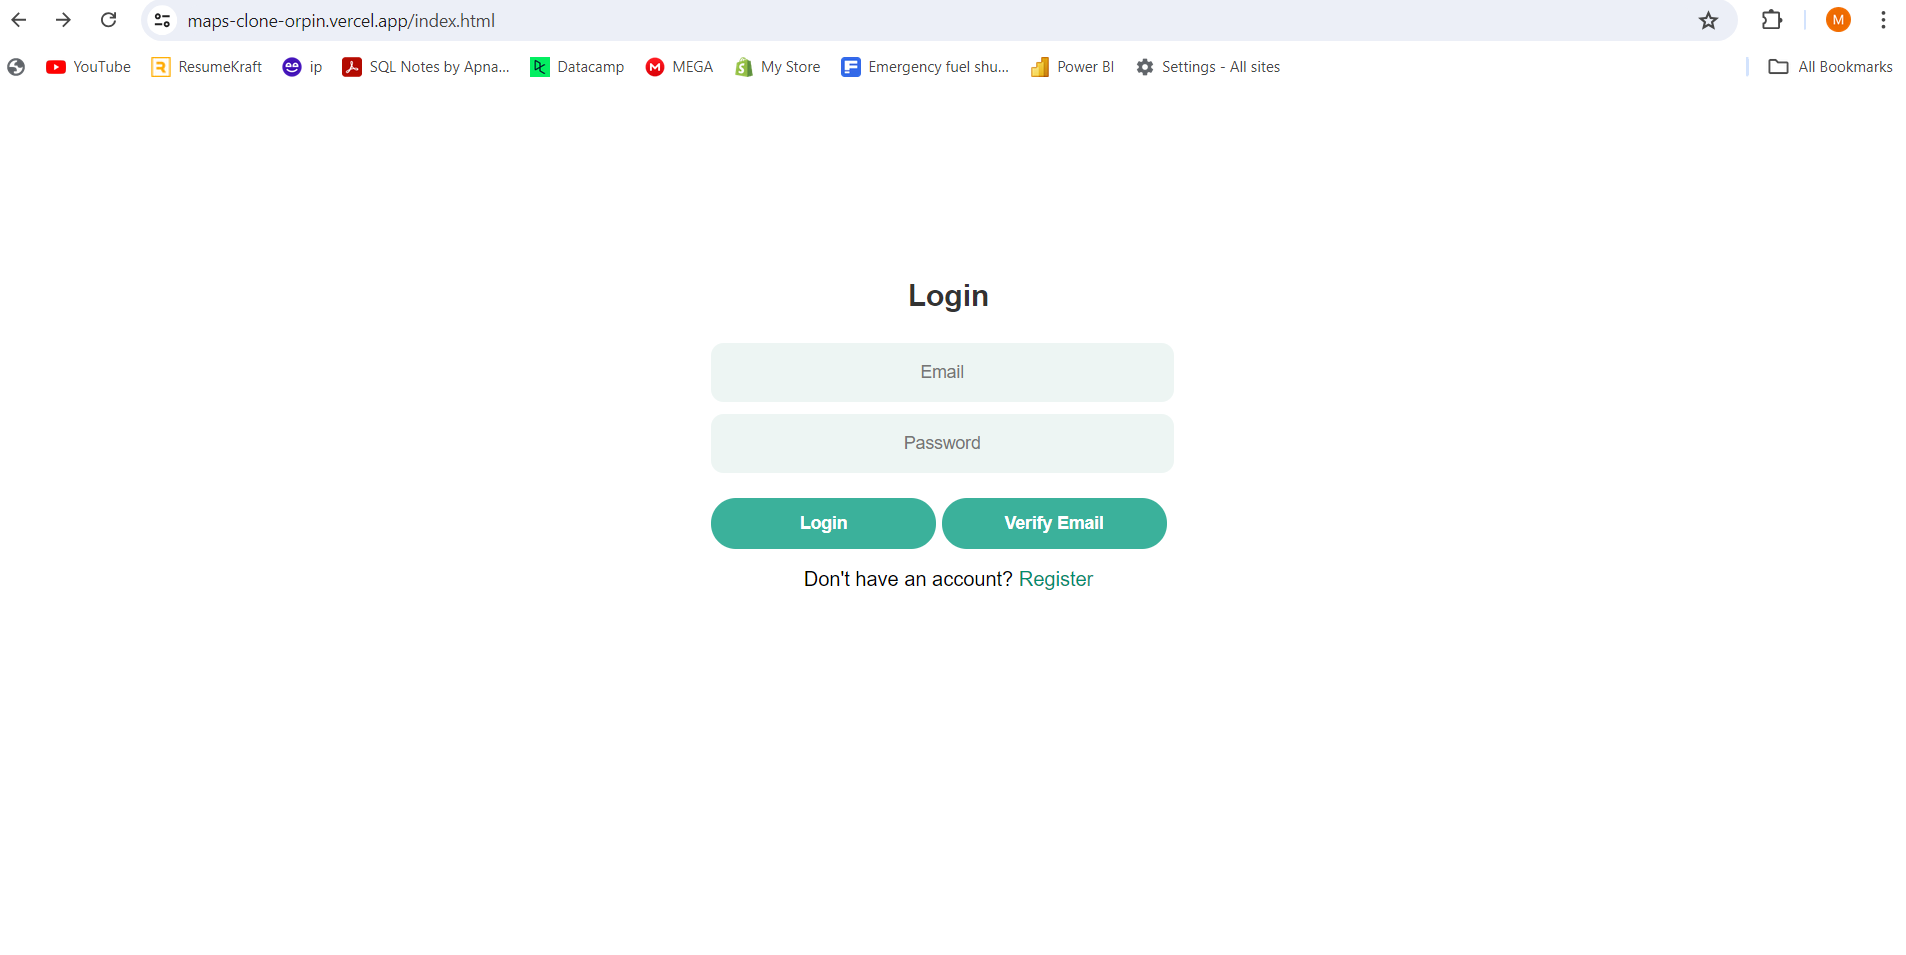 maps-clone-orpin.vercel.app/index.html
M
YouTube ResumeKraft ip SQL Notes by Apna... Datacamp MEGA My Store Emergency fuel shu... Power BI Settings - All sites All Bookmarks
Login
Email
Password
Login Verify Email
Don't have an account? Register